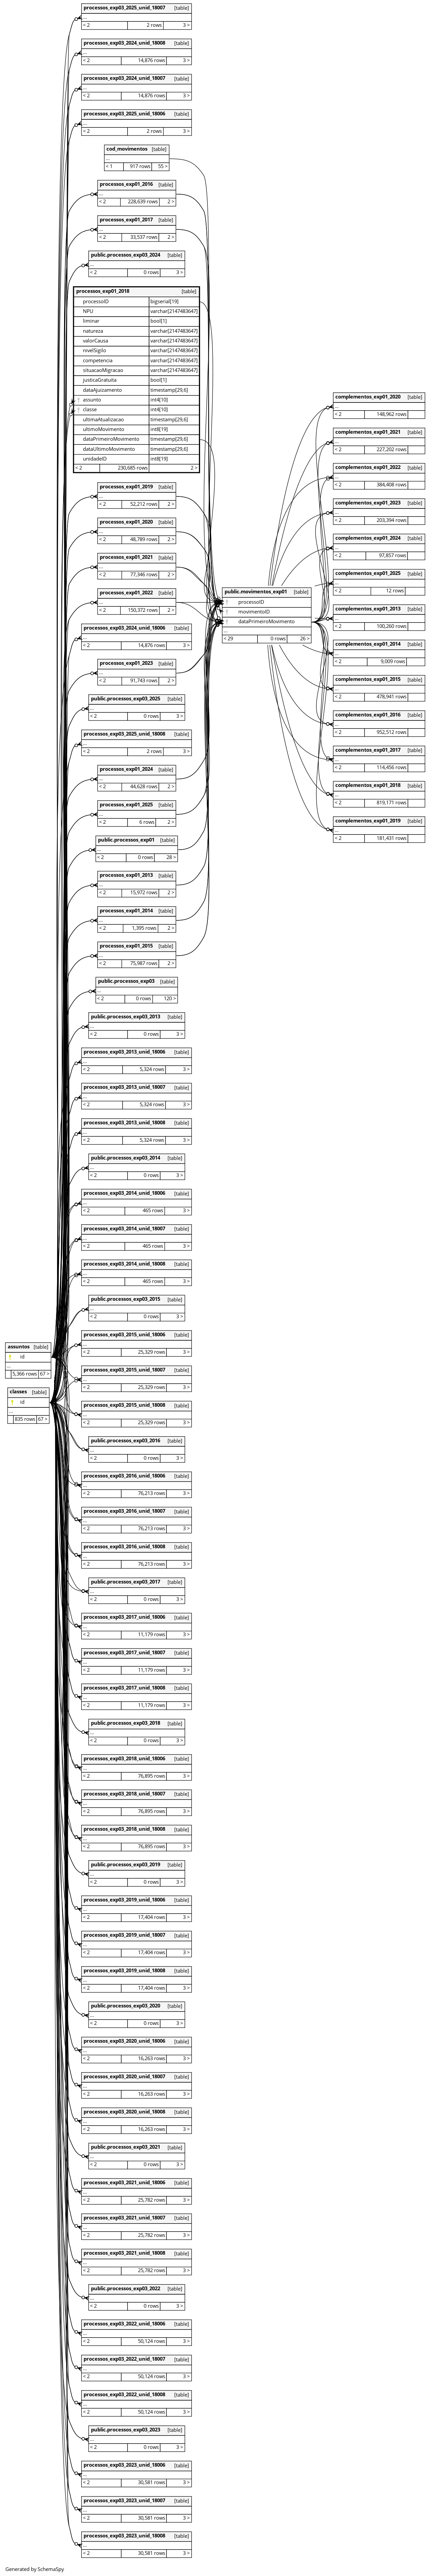 processos_exp03_2025_unid_18007 [table]
...
< 2 2 rows 3 >
processos_exp03_2024_unid_18008 [table]
...
< 2 14,876 rows 3 >
processos_exp03_2024_unid_18007 [table]
...
< 2 14,876 rows 3 >
processos_exp03_2025_unid_18006 [table]
...
< 2 2 rows 3 >
cod_movimentos [table]
...
< 1 917 rows 55 >
processos_exp01_2016 [table]
...
< 2 228,639 rows 2 >
processos_exp01_2017 [table]
...
< 2 33,537 rows 2 >
public.processos_exp03_2024 [table]
...
< 2 0 rows 3 >
processos_exp01_2018 [table]
processoID bigserial[19]
NPU varchar[2147483647]
liminar bool[1]
natureza varchar[2147483647]
valorCausa varchar[2147483647]
nivelSigilo varchar[2147483647]
competencia varchar[2147483647]
situacaoMigracao varchar[2147483647]
justicaGratuita bool[1]
dataAjuizamento timestamp[29,6]
assunto int4[10]
classe int4[10]
ultimaAtualizacao timestamp[29,6]
ultimoMovimento int8[19]
dataPrimeiroMovimento timestamp[29,6]
dataUltimoMovimento timestamp[29,6]
unidadeID int8[19]
< 2 230,685 rows 2 >
processos_exp01_2019 [table]
...
< 2 52,212 rows 2 >
processos_exp01_2020 [table]
...
< 2 48,789 rows 2 >
processos_exp01_2021 [table]
...
< 2 77,346 rows 2 >
processos_exp01_2022 [table]
...
< 2 150,372 rows 2 >
processos_exp03_2024_unid_18006 [table]
...
< 2 14,876 rows 3 >
processos_exp01_2023 [table]
...
< 2 91,743 rows 2 >
public.processos_exp03_2025 [table]
...
< 2 0 rows 3 >
processos_exp03_2025_unid_18008 [table]
...
< 2 2 rows 3 >
processos_exp01_2024 [table]
...
< 2 44,628 rows 2 >
processos_exp01_2025 [table]
...
< 2 6 rows 2 >
public.processos_exp01 [table]
...
< 2 0 rows 28 >
processos_exp01_2013 [table]
...
< 2 15,972 rows 2 >
processos_exp01_2014 [table]
...
< 2 1,395 rows 2 >
processos_exp01_2015 [table]
...
< 2 75,987 rows 2 >
public.processos_exp03 [table]
...
< 2 0 rows 120 >
public.processos_exp03_2013 [table]
...
< 2 0 rows 3 >
processos_exp03_2013_unid_18006 [table]
...
< 2 5,324 rows 3 >
processos_exp03_2013_unid_18007 [table]
...
< 2 5,324 rows 3 >
processos_exp03_2013_unid_18008 [table]
...
< 2 5,324 rows 3 >
public.processos_exp03_2014 [table]
...
< 2 0 rows 3 >
processos_exp03_2014_unid_18006 [table]
...
< 2 465 rows 3 >
processos_exp03_2014_unid_18007 [table]
...
< 2 465 rows 3 >
processos_exp03_2014_unid_18008 [table]
...
< 2 465 rows 3 >
public.processos_exp03_2015 [table]
...
< 2 0 rows 3 >
processos_exp03_2015_unid_18006 [table]
...
< 2 25,329 rows 3 >
processos_exp03_2015_unid_18007 [table]
...
< 2 25,329 rows 3 >
processos_exp03_2015_unid_18008 [table]
...
< 2 25,329 rows 3 >
public.processos_exp03_2016 [table]
...
< 2 0 rows 3 >
processos_exp03_2016_unid_18006 [table]
...
< 2 76,213 rows 3 >
processos_exp03_2016_unid_18007 [table]
...
< 2 76,213 rows 3 >
processos_exp03_2016_unid_18008 [table]
...
< 2 76,213 rows 3 >
public.processos_exp03_2017 [table]
...
< 2 0 rows 3 >
processos_exp03_2017_unid_18006 [table]
...
< 2 11,179 rows 3 >
processos_exp03_2017_unid_18007 [table]
...
< 2 11,179 rows 3 >
processos_exp03_2017_unid_18008 [table]
...
< 2 11,179 rows 3 >
public.processos_exp03_2018 [table]
...
< 2 0 rows 3 >
processos_exp03_2018_unid_18006 [table]
...
< 2 76,895 rows 3 >
processos_exp03_2018_unid_18007 [table]
...
< 2 76,895 rows 3 >
processos_exp03_2018_unid_18008 [table]
...
< 2 76,895 rows 3 >
public.processos_exp03_2019 [table]
...
< 2 0 rows 3 >
processos_exp03_2019_unid_18006 [table]
...
< 2 17,404 rows 3 >
processos_exp03_2019_unid_18007 [table]
...
< 2 17,404 rows 3 >
processos_exp03_2019_unid_18008 [table]
...
< 2 17,404 rows 3 >
public.processos_exp03_2020 [table]
...
< 2 0 rows 3 >
processos_exp03_2020_unid_18006 [table]
...
< 2 16,263 rows 3 >
processos_exp03_2020_unid_18007 [table]
...
< 2 16,263 rows 3 >
processos_exp03_2020_unid_18008 [table]
...
< 2 16,263 rows 3 >
public.processos_exp03_2021 [table]
...
< 2 0 rows 3 >
processos_exp03_2021_unid_18006 [table]
...
< 2 25,782 rows 3 >
processos_exp03_2021_unid_18007 [table]
...
< 2 25,782 rows 3 >
processos_exp03_2021_unid_18008 [table]
...
< 2 25,782 rows 3 >
public.processos_exp03_2022 [table]
...
< 2 0 rows 3 >
processos_exp03_2022_unid_18006 [table]
...
< 2 50,124 rows 3 >
processos_exp03_2022_unid_18007 [table]
...
< 2 50,124 rows 3 >
processos_exp03_2022_unid_18008 [table]
...
< 2 50,124 rows 3 >
public.processos_exp03_2023 [table]
...
< 2 0 rows 3 >
processos_exp03_2023_unid_18006 [table]
...
< 2 30,581 rows 3 >
processos_exp03_2023_unid_18007 [table]
...
< 2 30,581 rows 3 >
processos_exp03_2023_unid_18008 [table]
...
< 2 30,581 rows 3 >
assuntos [table]
id
...
5,366 rows 67 >
classes [table]
id
...
835 rows 67 >
public.movimentos_exp01 [table]
processoID
movimentoID
dataPrimeiroMovimento
...
< 29 0 rows 26 >
complementos_exp01_2020 [table]
...
< 2 148,962 rows
complementos_exp01_2021 [table]
...
< 2 227,202 rows
complementos_exp01_2022 [table]
...
< 2 384,408 rows
complementos_exp01_2023 [table]
...
< 2 203,394 rows
complementos_exp01_2024 [table]
...
< 2 97,857 rows
complementos_exp01_2025 [table]
...
< 2 12 rows
complementos_exp01_2013 [table]
...
< 2 100,260 rows
complementos_exp01_2014 [table]
...
< 2 9,009 rows
complementos_exp01_2015 [table]
...
< 2 478,941 rows
complementos_exp01_2016 [table]
...
< 2 952,512 rows
complementos_exp01_2017 [table]
...
< 2 114,456 rows
complementos_exp01_2018 [table]
...
< 2 819,171 rows
complementos_exp01_2019 [table]
...
< 2 181,431 rows
Generated by SchemaSpy